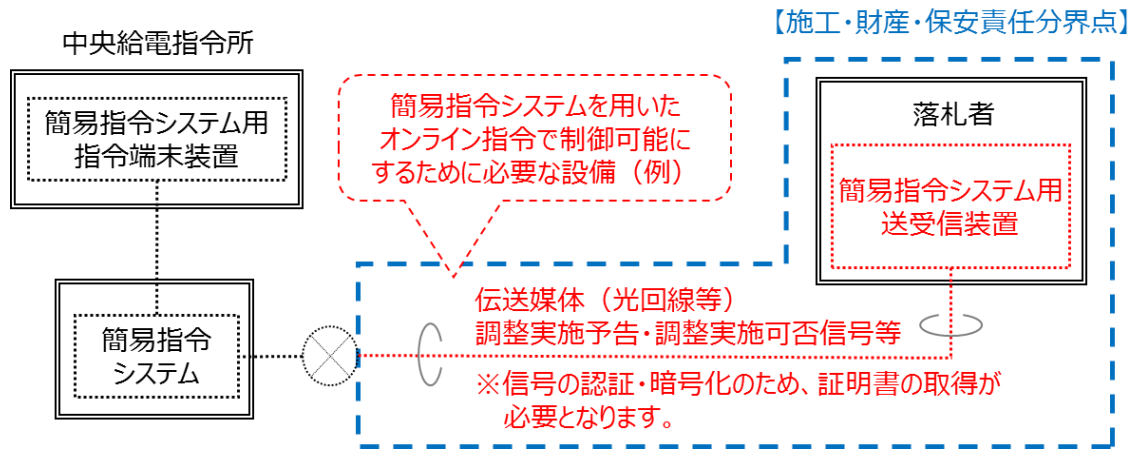 【施工・財産・保安責任分界点】
中央給電指令所
簡易指令システム用
指令端末装置
簡易指令システムを用いた
オンライン指令で制御可能に
するために必要な設備（例）
落札者
簡易指令システム用
送受信装置
簡易指令
システム
伝送媒体（光回線等）
調整実施予告・調整実施可否信号等
※信号の認証・暗号化のため、証明書の取得が
必要となります。